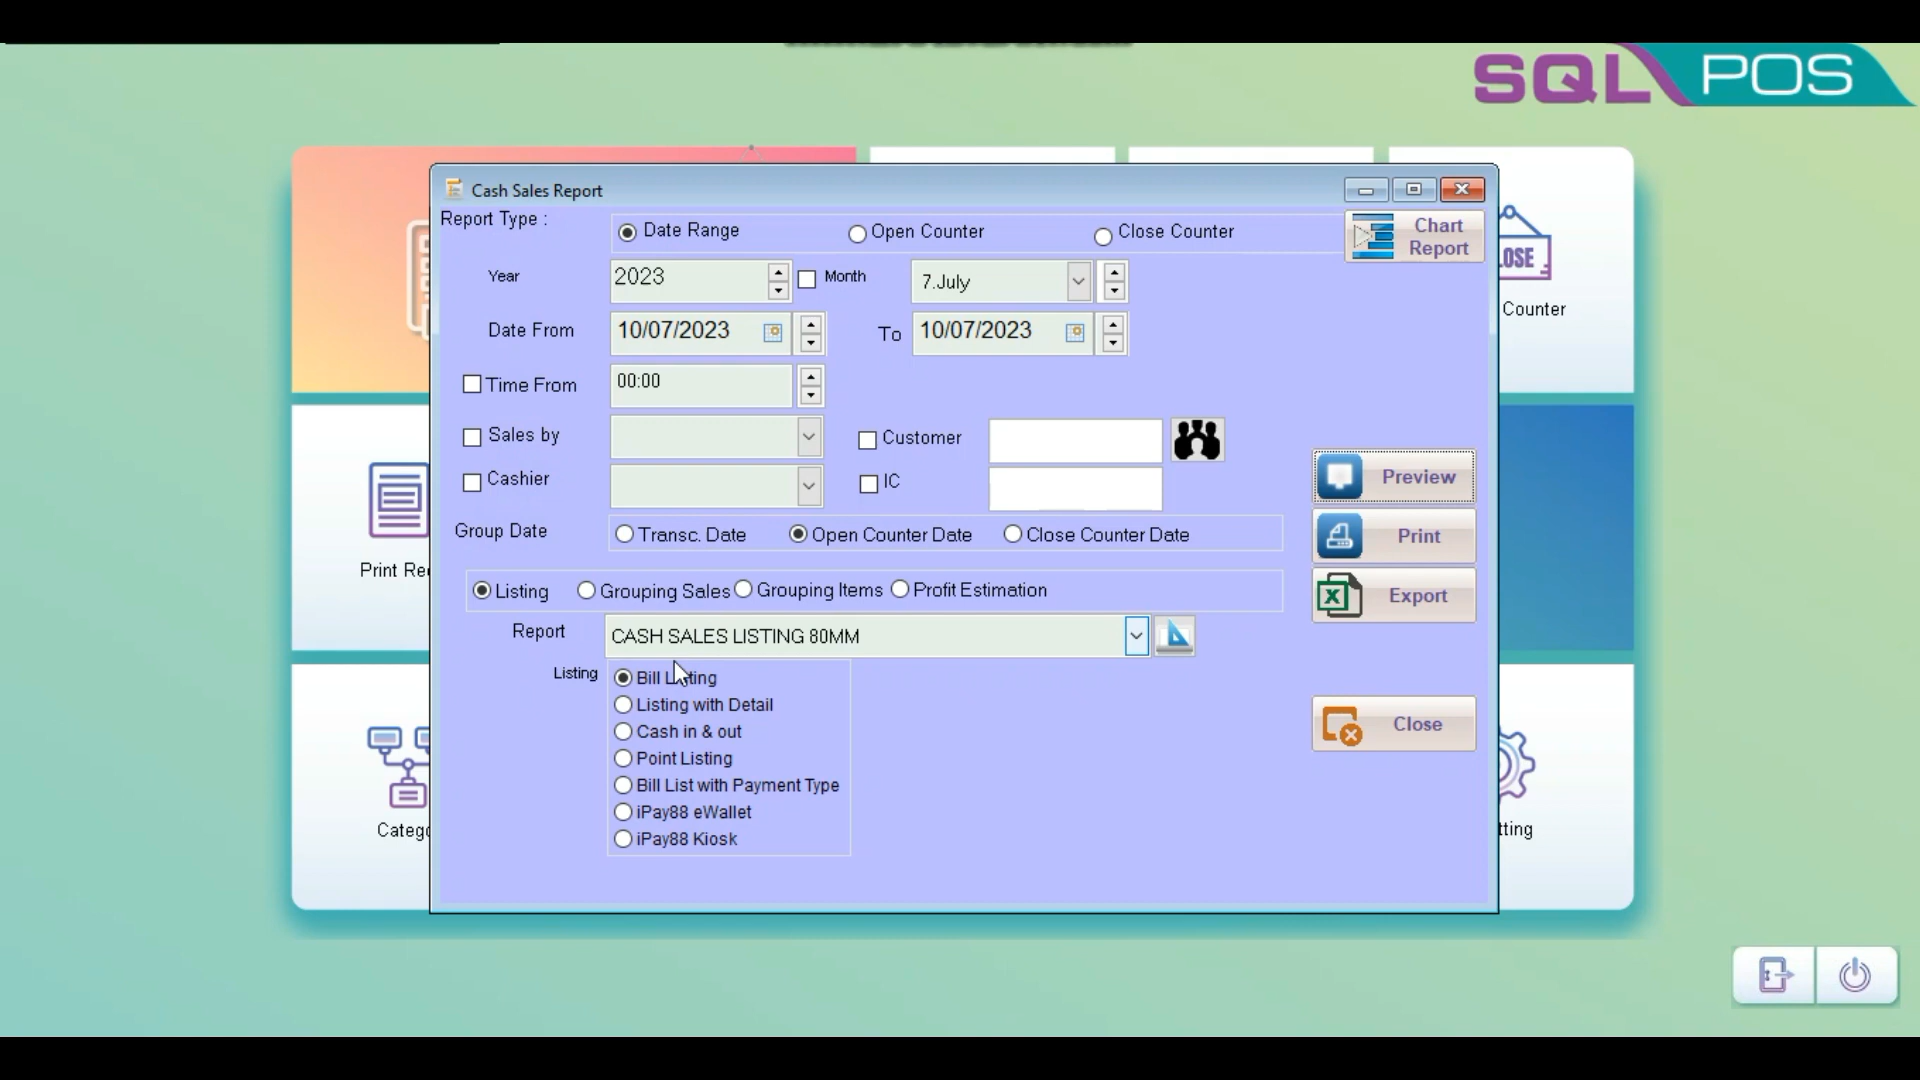 SQL POS
Cash Sales Report
Report Type :
Date Range
Open Counter
Close Counter
Chart
Report
Year
2023
Month
7.July
Date From
10/07/2023
To
10/07/2023
Time From
00:00
Sales by
Customer
Cashier
IC
Group Date
Transc. Date
Open Counter Date
Close Counter Date
Listing
Grouping Sales
Grouping Items
Profit Estimation
Report
CASH SALES LISTING 80MM
Listing
Bill Listing
Listing with Detail
Cash in & out
Point Listing
Bill List with Payment Type
iPay88 eWallet
iPay88 Kiosk
Preview
Print
Export
Close
LOSE
Counter
Print Re
Catego
tting